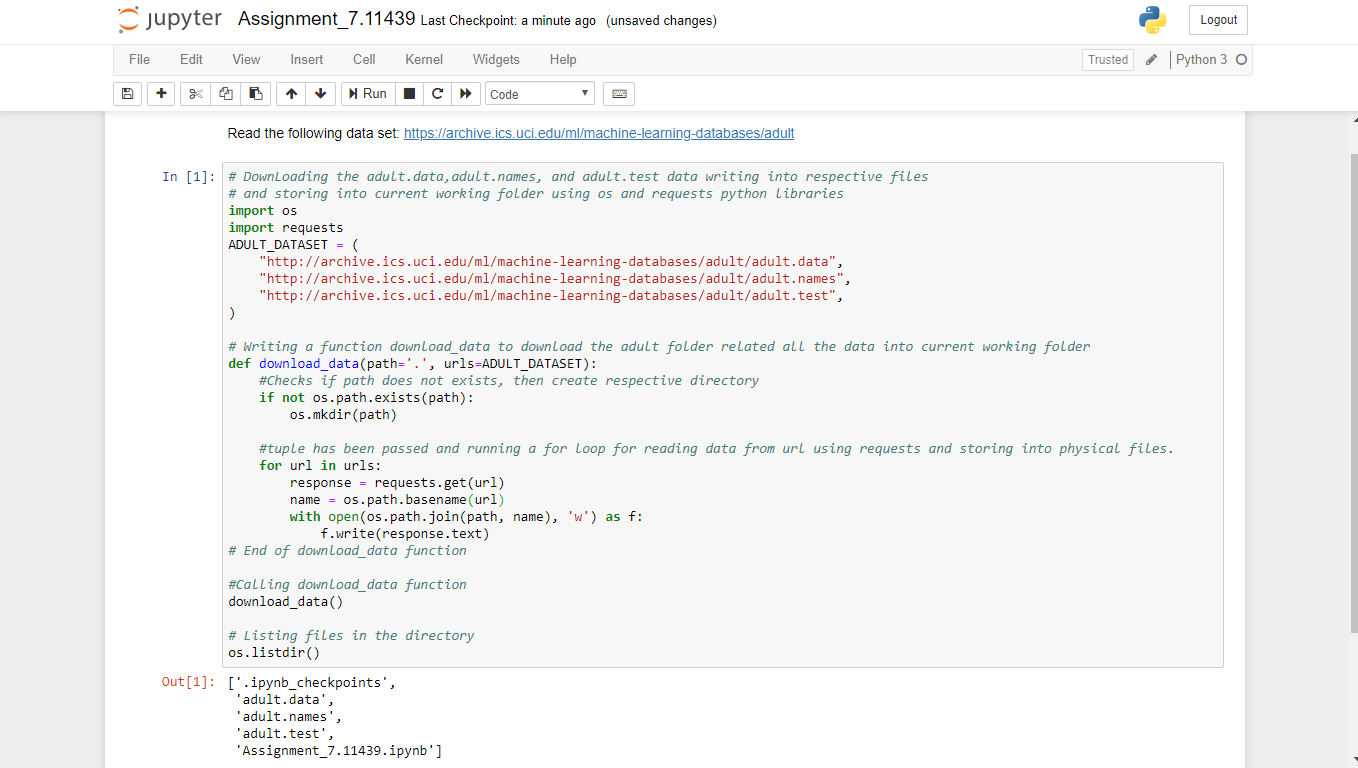 jupyter Assignment_7.11439 Last Checkpoint: a minute ago (unsaved changes) Logout
File Edit View Insert Cell Kernel Widgets Help Trusted Python 3
Run Code
Read the following data set: https://archive.ics.uci.edu/ml/machine-learning-databases/adult
In [1]: # DownLoading the adult.data,adult.names, and adult.test data writing into respective files
# and storing into current working folder using os and requests python libraries
import os
import requests
ADULT_DATASET = (
    "http://archive.ics.uci.edu/ml/machine-learning-databases/adult/adult.data",
    "http://archive.ics.uci.edu/ml/machine-learning-databases/adult/adult.names",
    "http://archive.ics.uci.edu/ml/machine-learning-databases/adult/adult.test",
)
# Writing a function download_data to download the adult folder related all the data into current working folder
def download_data(path='.', urls=ADULT_DATASET):
    #Checks if path does not exists, then create respective directory
    if not os.path.exists(path):
        os.mkdir(path)
    #tuple has been passed and running a for loop for reading data from url using requests and storing into physical files.
    for url in urls:
        response = requests.get(url)
        name = os.path.basename(url)
        with open(os.path.join(path, name), 'w') as f:
            f.write(response.text)
# End of download_data function
#Calling download_data function
download_data()
# Listing files in the directory
os.listdir()
Out[1]: ['.ipynb_checkpoints',
 'adult.data',
 'adult.names',
 'adult.test',
 'Assignment_7.11439.ipynb']